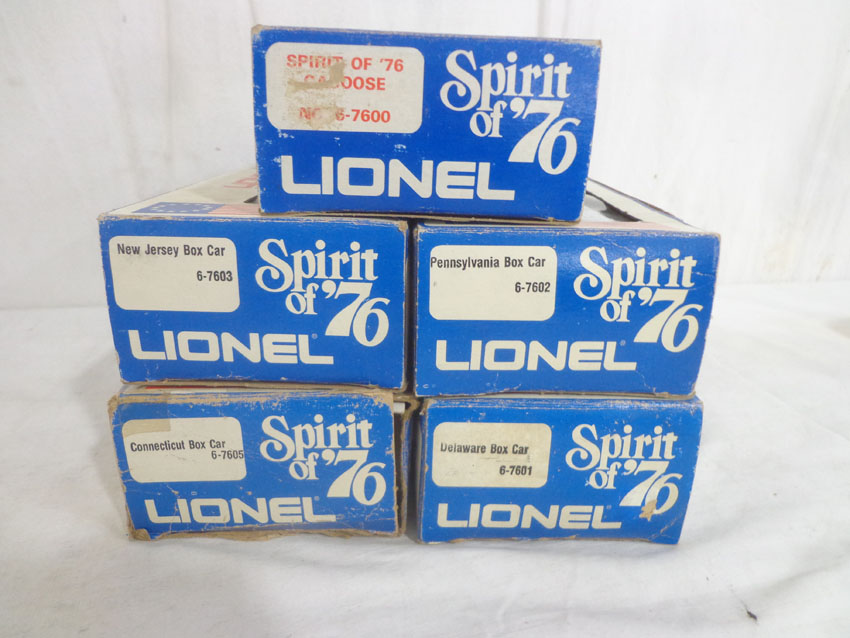 SPIRIT OF '76
CABOOSE
NO. 6-7600
Spirit
of '76
LIONEL
New Jersey Box Car
6-7603
Spirit
of '76
LIONEL
Pennsylvania Box Car
6-7602
Spirit
of '76
LIONEL
Connecticut Box Car
6-7605
Spirit
of '76
LIONEL
Delaware Box Car
6-7601
Spirit
of '76
LIONEL